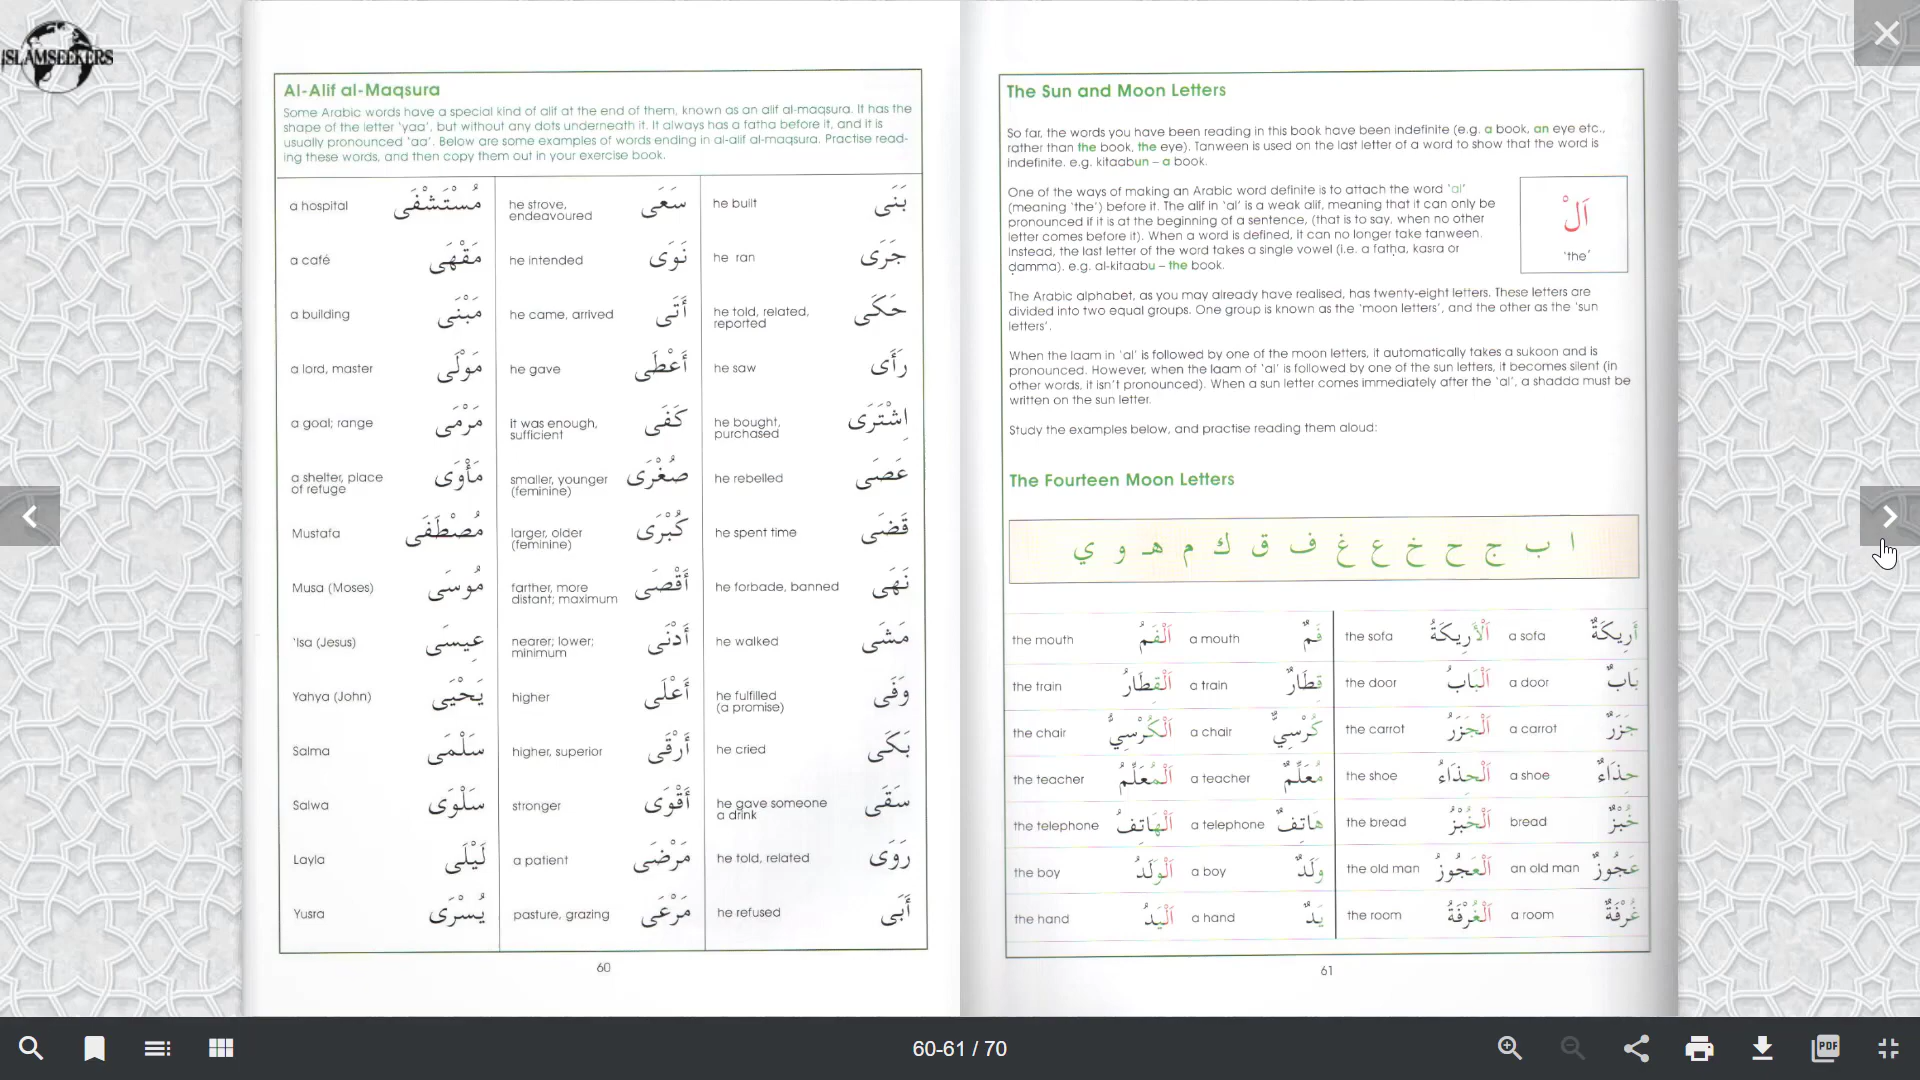 ISLAMSEEKERS
Al-Alif al-Maqsura
Some Arabic words have a special kind of alif at the end of them, known as an alif al-maqsura. It has the
shape of the letter 'yaa', but without any dots underneath it. It always has a fatha before it, and it is
usually pronounced 'aa'. Below are some examples of words ending in al-alif al-maqsura. Practise read-
ing these words, and then copy them out in your exercise book.
a hospital مُسْتَشْفَى he strove, endeavoured سَعَى he built بَنَى
a café مَقْهَى he intended نَوَى he ran جَرَى
a building مَبْنَى he came, arrived أَتَى he told, related, reported حَكَى
a lord, master مَوْلَى he gave أَعْطَى he saw رَأَى
a goal; range مَرْمَى it was enough, sufficient كَفَى he bought, purchased اِشْتَرَى
a shelter, place of refuge مَأْوَى smaller, younger (feminine) صُغْرَى he rebelled عَصَى
Mustafa مُصْطَفَى larger, older (feminine) كُبْرَى he spent time قَضَى
Musa (Moses) مُوسَى farther, more distant; maximum أَقْصَى he forbade, banned نَهَى
'Isa (Jesus) عِيسَى nearer; lower; minimum أَدْنَى he walked مَشَى
Yahya (John) يَحْيَى higher أَعْلَى he fulfilled (a promise) وَفَى
Salma سَلْمَى higher, superior أَرْقَى he cried بَكَى
Salwa سَلْوَى stronger أَقْوَى he gave someone a drink سَقَى
Layla لَيْلَى a patient مَرْضَى he told, related رَوَى
Yusra يُسْرَى pasture, grazing مَرْعَى he refused أَبَى
60
The Sun and Moon Letters
So far, the words you have been reading in this book have been indefinite (e.g. a book, an eye etc.,
rather than the book, the eye). Tanween is used on the last letter of a word to show that the word is
indefinite. e.g. kitaabun – a book.
One of the ways of making an Arabic word definite is to attach the word 'al'
(meaning 'the') before it. The alif in 'al' is a weak alif, meaning that it can only be
pronounced if it is at the beginning of a sentence, (that is to say, when no other
letter comes before it). When a word is defined, it can no longer take tanween.
Instead, the last letter of the word takes a single vowel (i.e. a fatḥa, kasra or
ḍamma). e.g. al-kitaabu – the book.
اَلْ
'the'
The Arabic alphabet, as you may already have realised, has twenty-eight letters. These letters are
divided into two equal groups. One group is known as the 'moon letters', and the other as the 'sun
letters'.
When the laam in 'al' is followed by one of the moon letters, it automatically takes a sukoon and is
pronounced. However, when the laam of 'al' is followed by one of the sun letters, it becomes silent (in
other words, it isn't pronounced). When a sun letter comes immediately after the 'al', a shadda must be
written on the sun letter.
Study the examples below, and practise reading them aloud:
The Fourteen Moon Letters
ا ب ج ح خ ع غ ف ق ك م هـ و ي
the mouth اَلْفَمُ a mouth فَمٌ the sofa اَلْأَرِيكَةُ a sofa أَرِيكَةٌ
the train اَلْقِطَارُ a train قِطَارٌ the door اَلْبَابُ a door بَابٌ
the chair اَلْكُرْسِيُّ a chair كُرْسِيٌّ the carrot اَلْجَزَرُ a carrot جَزَرٌ
the teacher اَلْمُعَلِّمُ a teacher مُعَلِّمٌ the shoe اَلْحِذَاءُ a shoe حِذَاءٌ
the telephone اَلْهَاتِفُ a telephone هَاتِفٌ the bread اَلْخُبْزُ bread خُبْزٌ
the boy اَلْوَلَدُ a boy وَلَدٌ the old man اَلْعَجُوزُ an old man عَجُوزٌ
the hand اَلْيَدُ a hand يَدٌ the room اَلْغُرْفَةُ a room غُرْفَةٌ
61
60-61 / 70
PDF